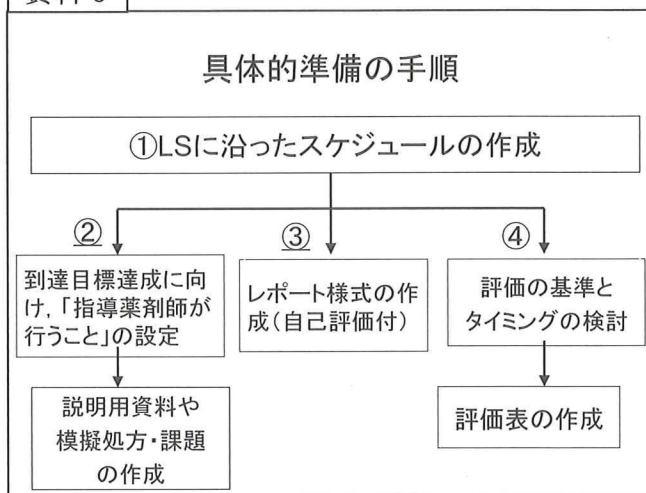 具体的準備の手順
①LSに沿ったスケジュールの作成
②
到達目標達成に向
け,「指導薬剤師が
行うこと」の設定
説明用資料や
模擬処方・課題
の作成
③
レポート様式の作
成(自己評価付)
④
評価の基準と
タイミングの検討
評価表の作成